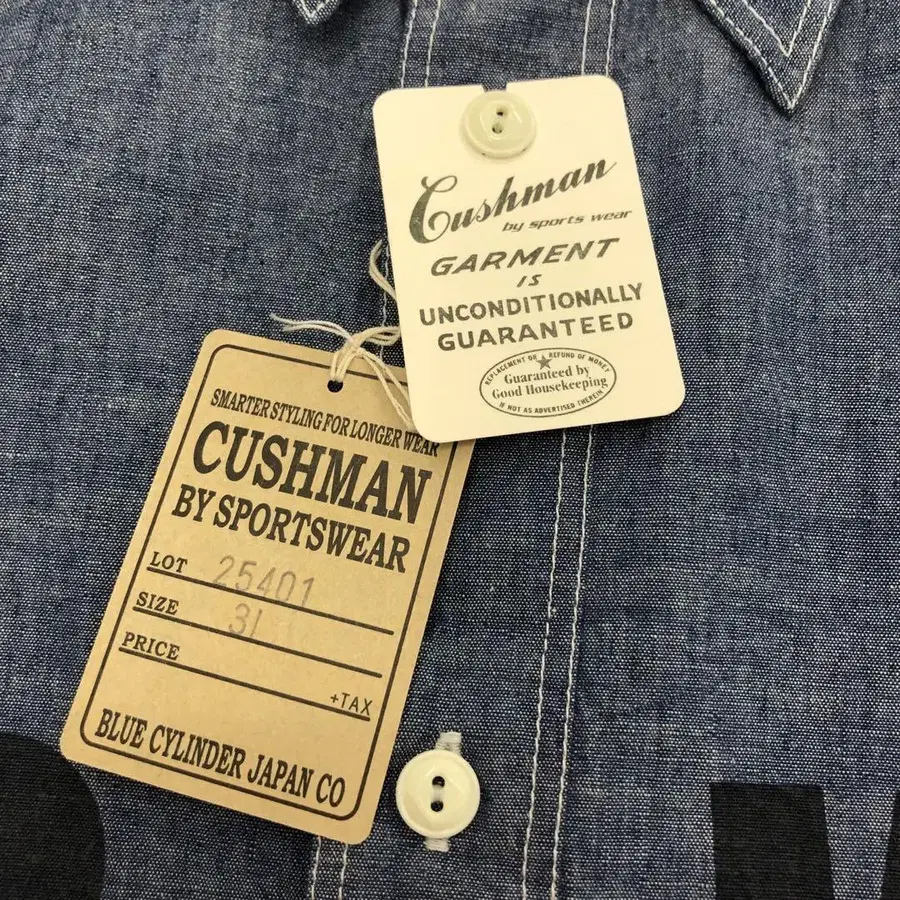 Cushman
by sports wear
GARMENT
IS
UNCONDITIONALLY
GUARANTEED
REPLACEMENT OR ★ REFUND OF MONEY
Guaranteed by
Good Housekeeping
IF NOT AS ADVERTISED THEREIN
SMARTER STYLING FOR LONGER WEAR
CUSHMAN
BY SPORTSWEAR
LOT 25401
SIZE 31
PRICE
+TAX
BLUE CYLINDER JAPAN CO